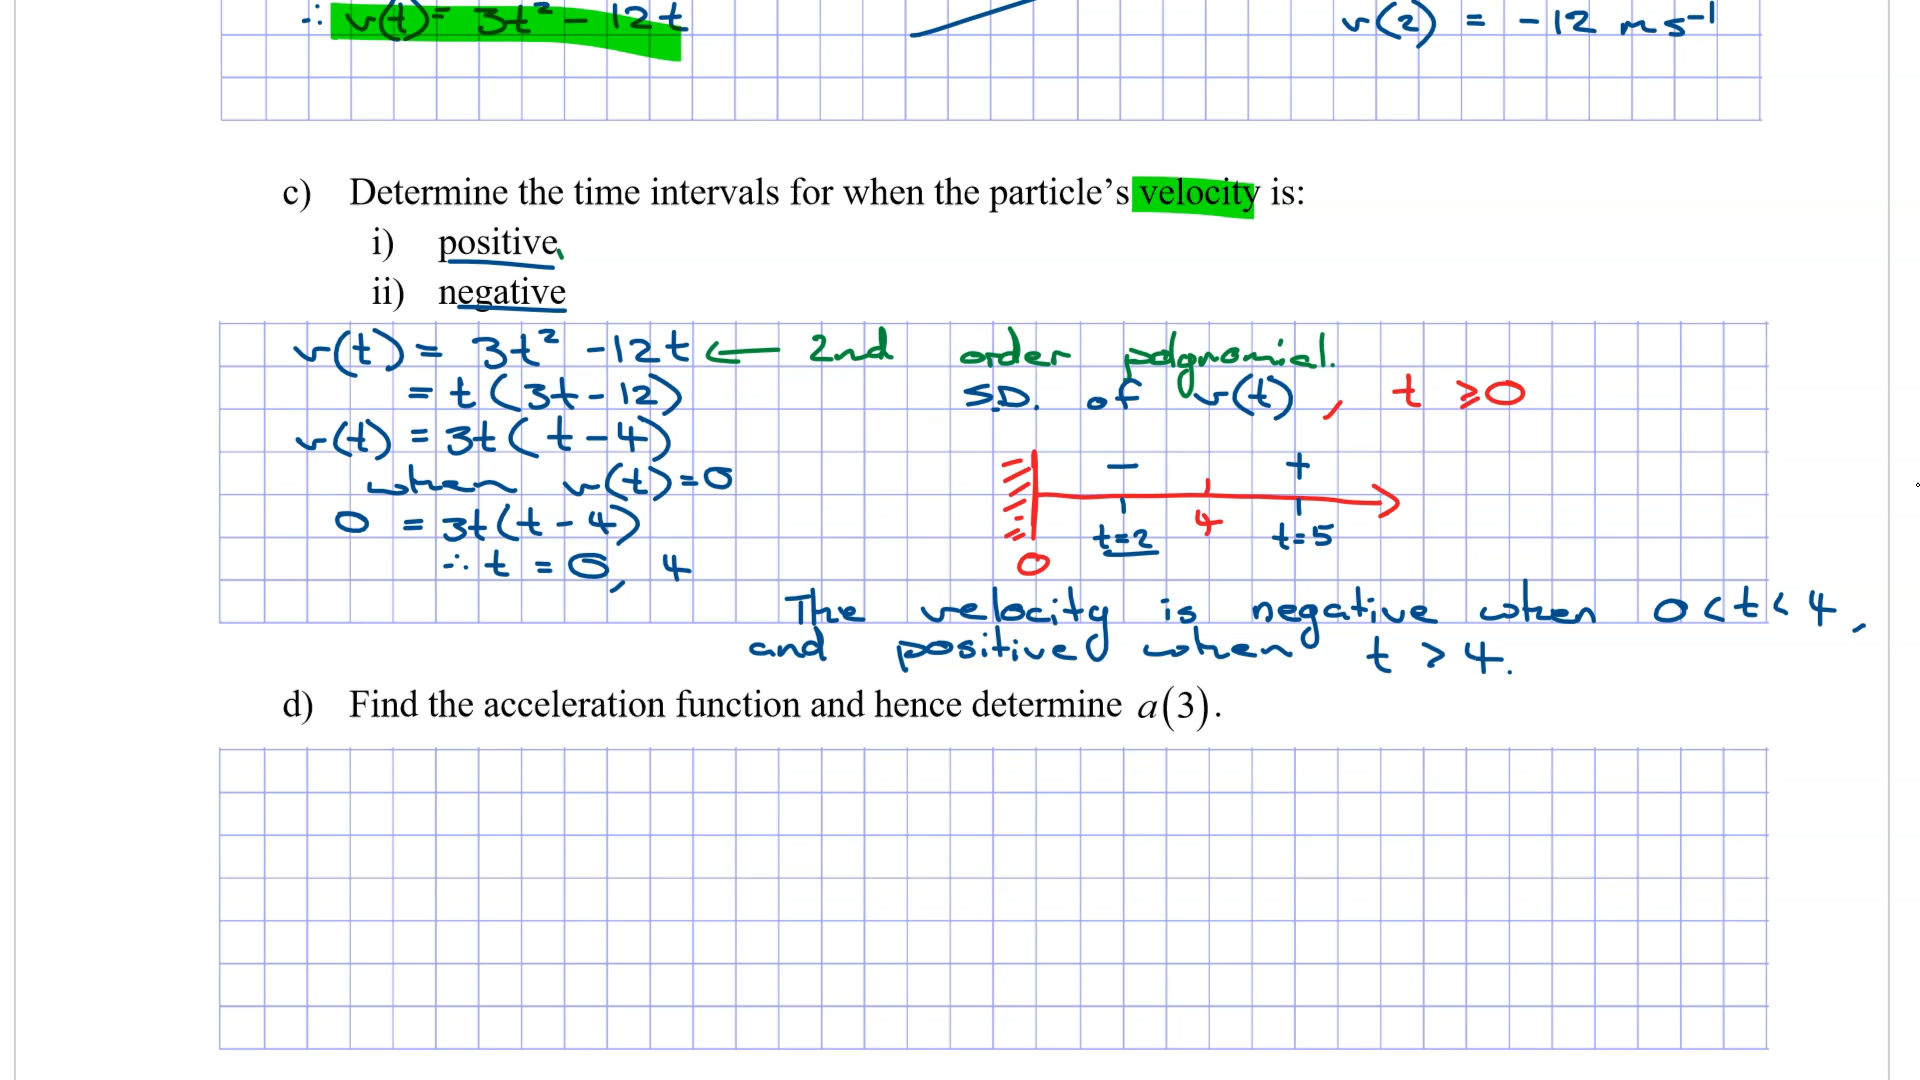 ∴ v(t) = 3t² - 12t
v(2) = -12 ms⁻¹
c) Determine the time intervals for when the particle's velocity is:
i) positive
ii) negative
v(t) = 3t² - 12t ← 2nd order polynomial.
= t(3t - 12)
v(t) = 3t(t - 4)
when v(t) = 0
0 = 3t(t - 4)
∴ t = 0, 4
S.D. of v(t), t ⩾ 0
- +
t=2 4 t=5
0
The velocity is negative when 0 < t < 4,
and positive when t > 4.
d) Find the acceleration function and hence determine a(3).